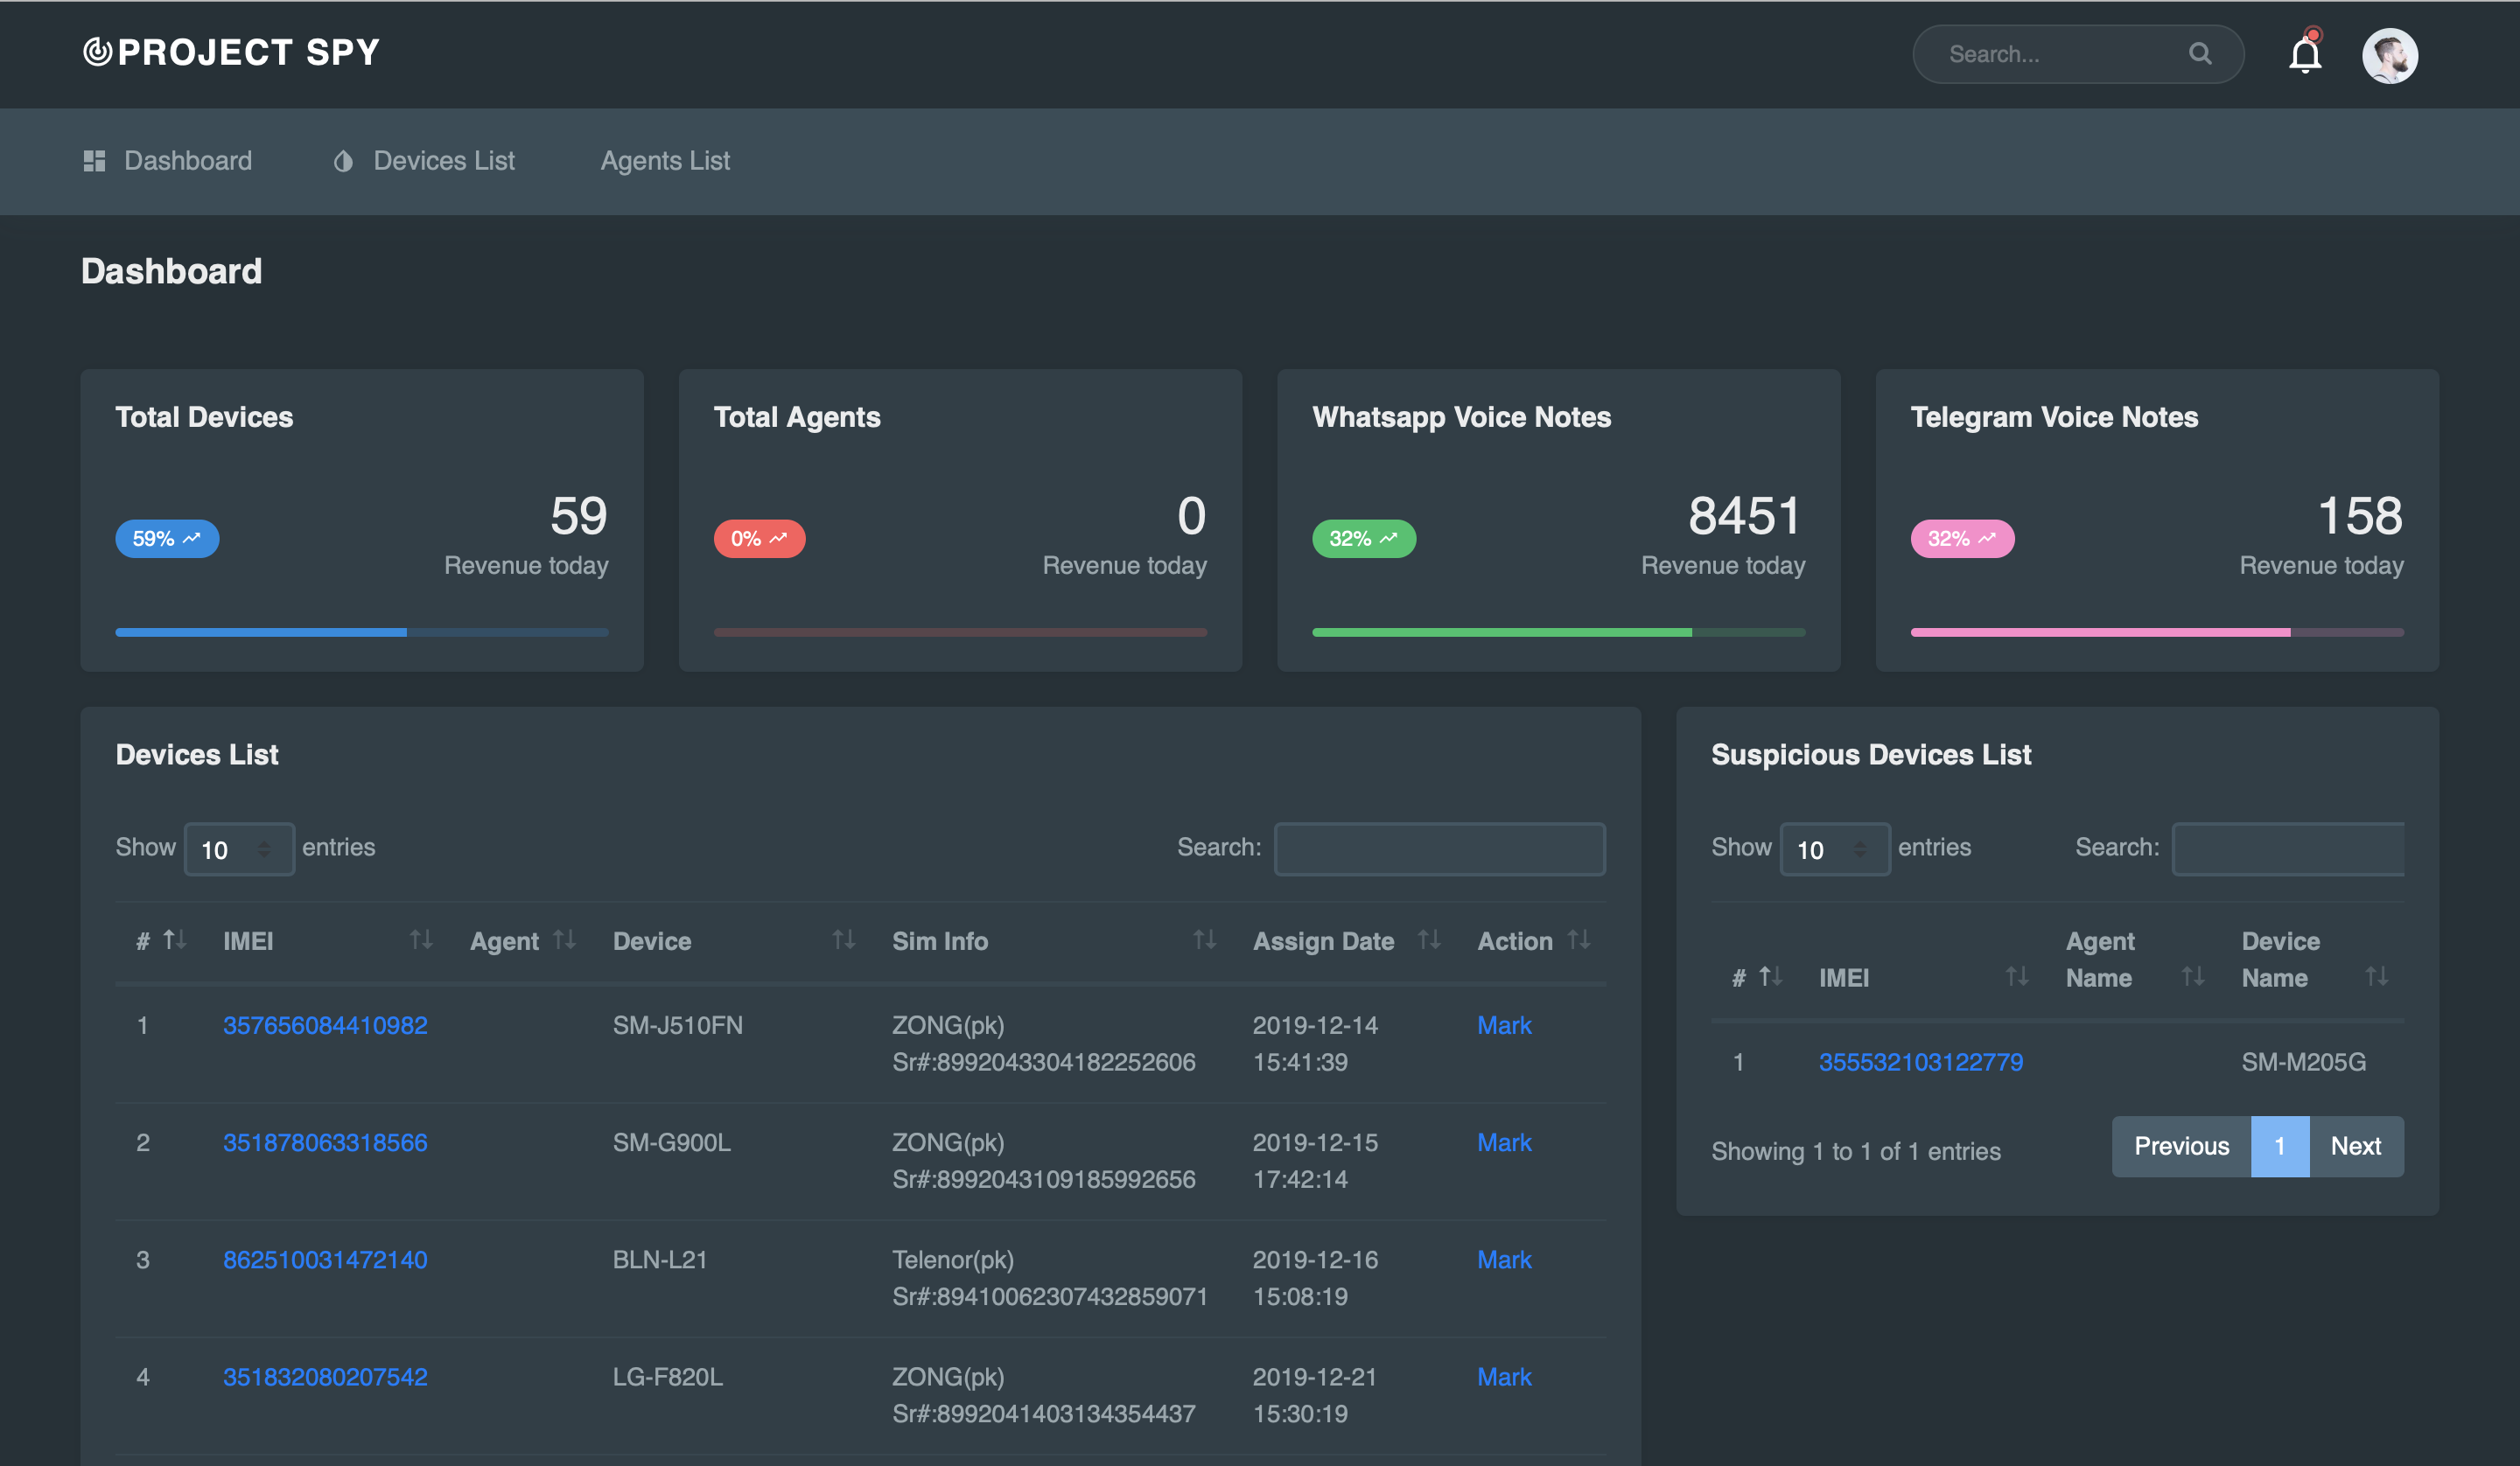 PROJECT SPY
Search...
Dashboard
Devices List
Agents List
Dashboard
Total Devices
59%
59
Revenue today
Total Agents
0%
0
Revenue today
Whatsapp Voice Notes
32%
8451
Revenue today
Telegram Voice Notes
32%
158
Revenue today
Devices List
Show 10 entries
Search:
# IMEI Agent Device Sim Info Assign Date Action
1 357656084410982 SM-J510FN ZONG(pk) 2019-12-14 Mark
Sr#:8992043304182252606 15:41:39
2 351878063318566 SM-G900L ZONG(pk) 2019-12-15 Mark
Sr#:8992043109185992656 17:42:14
3 862510031472140 BLN-L21 Telenor(pk) 2019-12-16 Mark
Sr#:89410062307432859071 15:08:19
4 351832080207542 LG-F820L ZONG(pk) 2019-12-21 Mark
Sr#:8992041403134354437 15:30:19
Suspicious Devices List
Show 10 entries
Search:
# IMEI Agent Name Device Name
1 355532103122779 SM-M205G
Showing 1 to 1 of 1 entries
Previous 1 Next